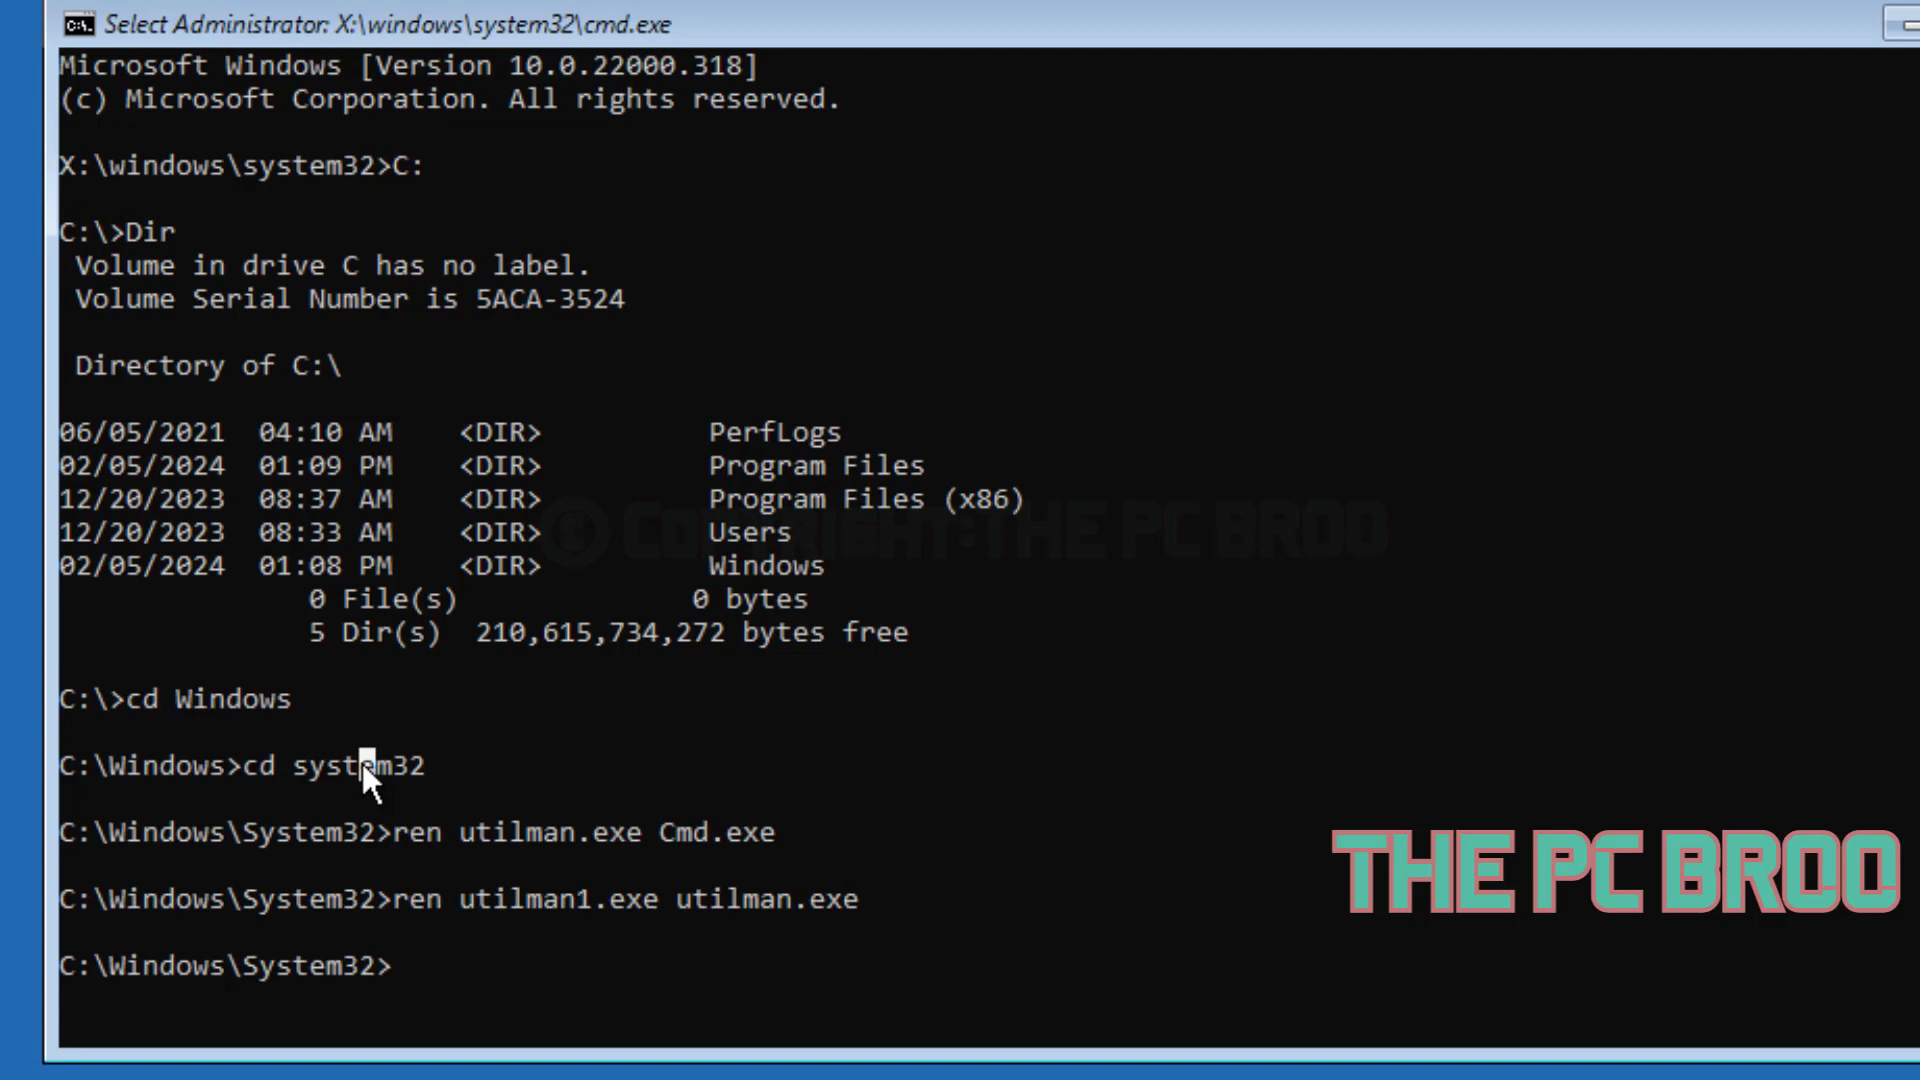 Select Administrator: X:\windows\system32\cmd.exe
Microsoft Windows [Version 10.0.22000.318]
(c) Microsoft Corporation. All rights reserved.
X:\windows\system32>C:
C:\>Dir
Volume in drive C has no label.
Volume Serial Number is 5ACA-3524
Directory of C:\
06/05/2021 04:10 AM <DIR> PerfLogs
02/05/2024 01:09 PM <DIR> Program Files
12/20/2023 08:37 AM <DIR> Program Files (x86)
12/20/2023 08:33 AM <DIR> Users
02/05/2024 01:08 PM <DIR> Windows
0 File(s) 0 bytes
5 Dir(s) 210,615,734,272 bytes free
© COPYRIGHT:THE PC BROO
C:\>cd Windows
C:\Windows>cd system32
C:\Windows\System32>ren utilman.exe Cmd.exe
C:\Windows\System32>ren utilman1.exe utilman.exe
C:\Windows\System32>
THE PC BROO